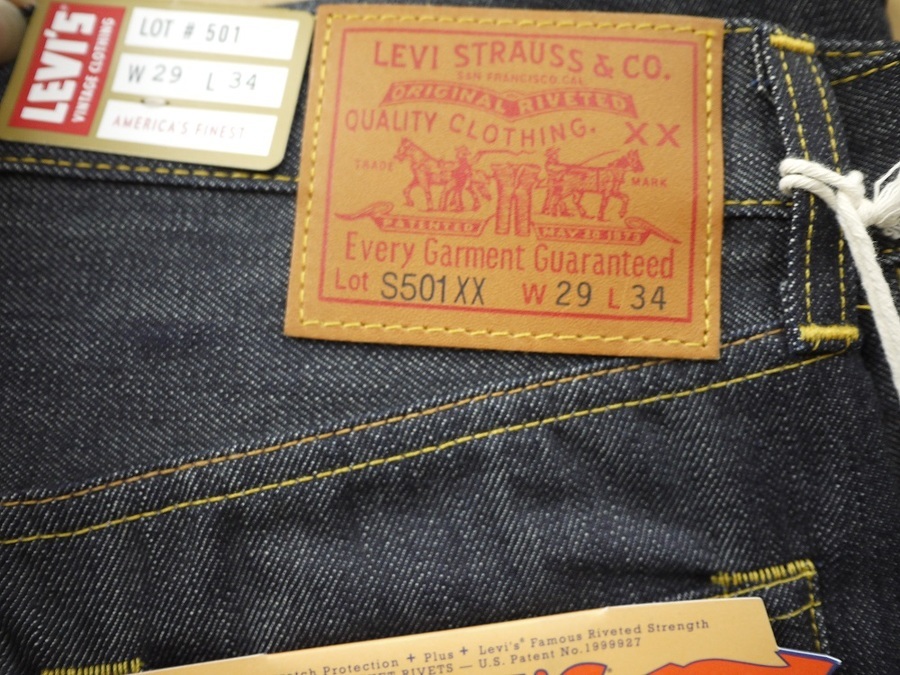 LEVI'S®
VINTAGE CLOTHING
LOT # 501
W 29 L 34
AMERICA'S FINEST
LEVI STRAUSS & CO.
SAN FRANCISCO, CAL.
ORIGINAL RIVETED
QUALITY CLOTHING. XX
TRADE MARK
PATENTED MAY 20 1873
Every Garment Guaranteed
Lot S501XX W 29 L 34
Protection + Plus + Levi's® Famous Riveted Strength
RIVETS — U.S. Patent No.1999927